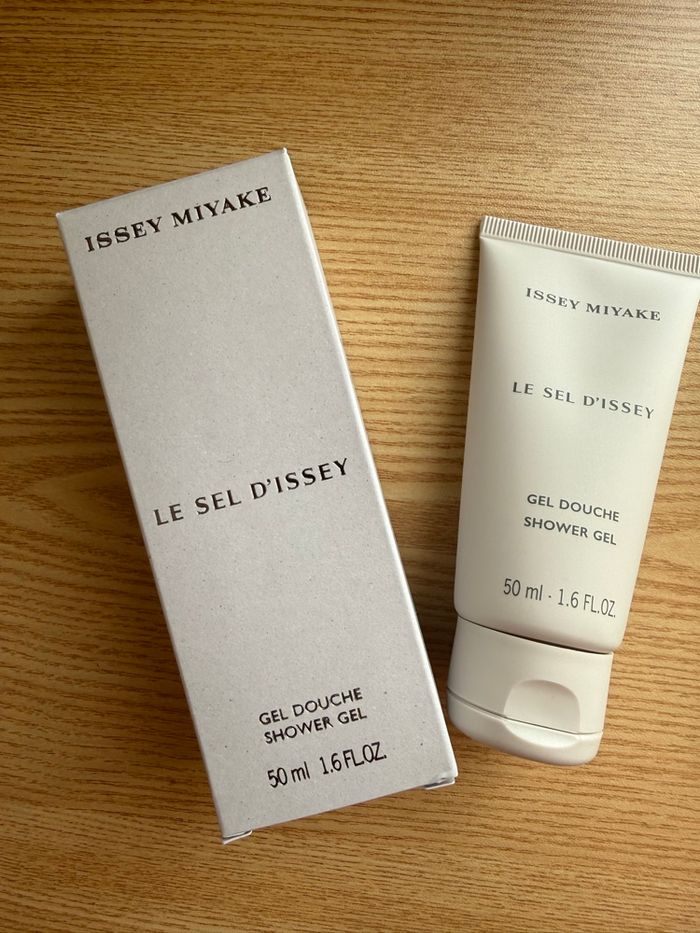 ISSEY MIYAKE
LE SEL D'ISSEY
GEL DOUCHE
SHOWER GEL
50 ml 1.6 FL.OZ.
ISSEY MIYAKE
LE SEL D'ISSEY
GEL DOUCHE
SHOWER GEL
50 ml · 1.6 FL.OZ.